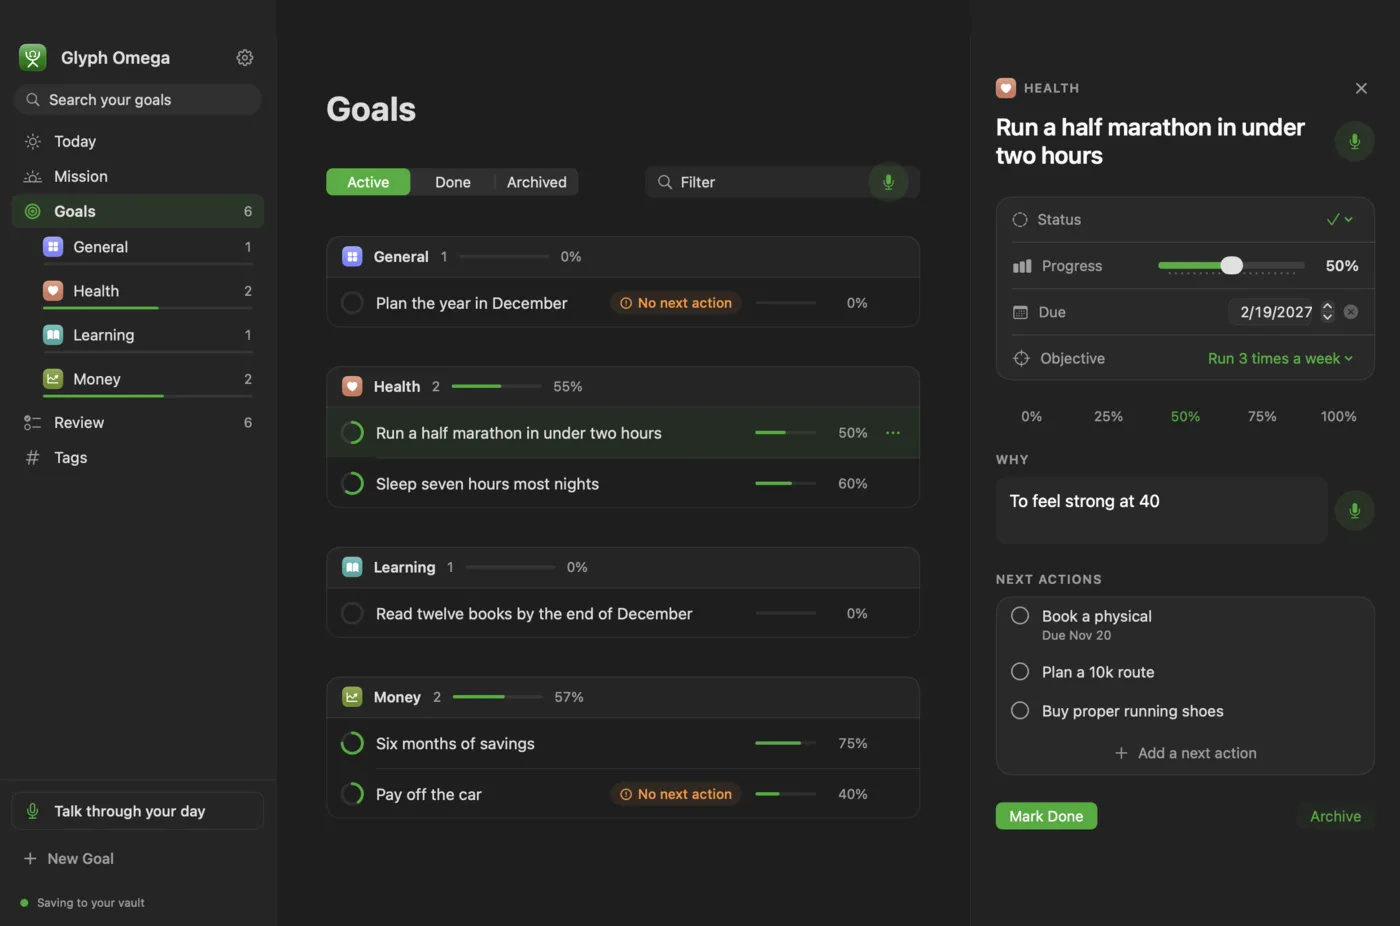 Glyph Omega
Search your goals
Today
Mission
Goals 6
General 1
Health 2
Learning 1
Money 2
Review 6
Tags
Talk through your day
New Goal
Saving to your vault
Goals
Active Done Archived
Filter
General 1 0%
Plan the year in December No next action 0%
Health 2 55%
Run a half marathon in under two hours 50%
Sleep seven hours most nights 60%
Learning 1 0%
Read twelve books by the end of December 0%
Money 2 57%
Six months of savings 75%
Pay off the car No next action 40%
HEALTH
Run a half marathon in under
two hours
Status
Progress 50%
Due 2/19/2027
Objective Run 3 times a week
0% 25% 50% 75% 100%
WHY
To feel strong at 40
NEXT ACTIONS
Book a physical
Due Nov 20
Plan a 10k route
Buy proper running shoes
Add a next action
Mark Done Archive